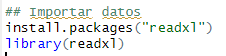 ## Importar datos
install.packages("readxl")
library(readxl)